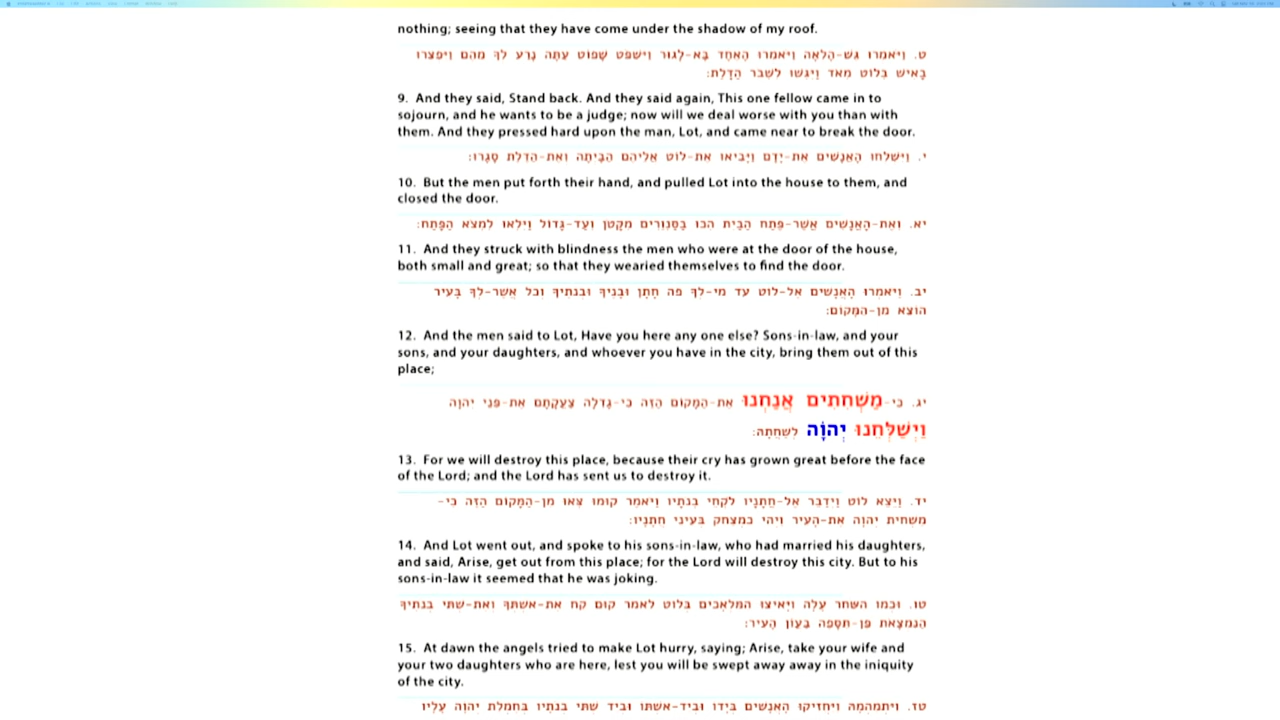 nothing; seeing that they have come under the shadow of my roof.
ט. וַיֹּאמְרוּ גֶּשׁ-הָלְאָה וַיֹּאמְרוּ הָאֶחָד בָּא-לָגוּר וַיִּשְׁפֹּט שָׁפוֹט עַתָּה נָרַע לְךָ מֵהֶם וַיִּפְצְרוּ
בָאִישׁ בְּלוֹט מְאֹד וַיִּגְּשׁוּ לִשְׁבֹּר הַדָּלֶת:
9. And they said, Stand back. And they said again, This one fellow came in to
sojourn, and he wants to be a judge; now will we deal worse with you than with
them. And they pressed hard upon the man, Lot, and came near to break the door.
י. וַיִּשְׁלְחוּ הָאֲנָשִׁים אֶת-יָדָם וַיָּבִיאוּ אֶת-לוֹט אֲלֵיהֶם הַבָּיְתָה וְאֶת-הַדֶּלֶת סָגָרוּ:
10. But the men put forth their hand, and pulled Lot into the house to them, and
closed the door.
יא. וְאֶת-הָאֲנָשִׁים אֲשֶׁר-פֶּתַח הַבַּיִת הִכּוּ בַּסַּנְוֵרִים מִקָּטֹן וְעַד-גָּדוֹל וַיִּלְאוּ לִמְצֹא הַפָּתַח:
11. And they struck with blindness the men who were at the door of the house,
both small and great; so that they wearied themselves to find the door.
יב. וַיֹּאמְרוּ הָאֲנָשִׁים אֶל-לוֹט עֹד מִי-לְךָ פֹה חָתָן וּבָנֶיךָ וּבְנֹתֶיךָ וְכֹל אֲשֶׁר-לְךָ בָּעִיר
הוֹצֵא מִן-הַמָּקוֹם:
12. And the men said to Lot, Have you here any one else? Sons-in-law, and your
sons, and your daughters, and whoever you have in the city, bring them out of this
place;
יג. כִּי-מַשְׁחִתִים אֲנַחְנוּ אֶת-הַמָּקוֹם הַזֶּה כִּי-גָדְלָה צַעֲקָתָם אֶת-פְּנֵי יְהוָֹה
וַיְשַׁלְּחֵנוּ יְהוָֹה לְשַׁחֲתָהּ:
13. For we will destroy this place, because their cry has grown great before the face
of the Lord; and the Lord has sent us to destroy it.
יד. וַיֵּצֵא לוֹט וַיְדַבֵּר אֶל-חֲתָנָיו לֹקְחֵי בְנֹתָיו וַיֹּאמֶר קוּמוּ צְּאוּ מִן-הַמָּקוֹם הַזֶּה כִּי-
מַשְׁחִית יְהוָֹה אֶת-הָעִיר וַיְהִי כִמְצַחֵק בְּעֵינֵי חֲתָנָיו:
14. And Lot went out, and spoke to his sons-in-law, who had married his daughters,
and said, Arise, get out from this place; for the Lord will destroy this city. But to his
sons-in-law it seemed that he was joking.
טו. וּכְמוֹ הַשַּׁחַר עָלָה וַיָּאִיצוּ הַמַּלְאָכִים בְּלוֹט לֵאמֹר קוּם קַח אֶת-אִשְׁתְּךָ וְאֶת-שְׁתֵּי בְנֹתֶיךָ
הַנִּמְצָאֹת פֶּן-תִּסָּפֶה בַּעֲוֹן הָעִיר:
15. At dawn the angels tried to make Lot hurry, saying; Arise, take your wife and
your two daughters who are here, lest you will be swept away away in the iniquity
of the city.
טז. וַיִּתְמַהְמָהּ וַיַּחֲזִיקוּ הָאֲנָשִׁים בְּיָדוֹ וּבְיַד-אִשְׁתּוֹ וּבְיַד שְׁתֵּי בְנֹתָיו בְּחֶמְלַת יְהוָֹה עָלָיו